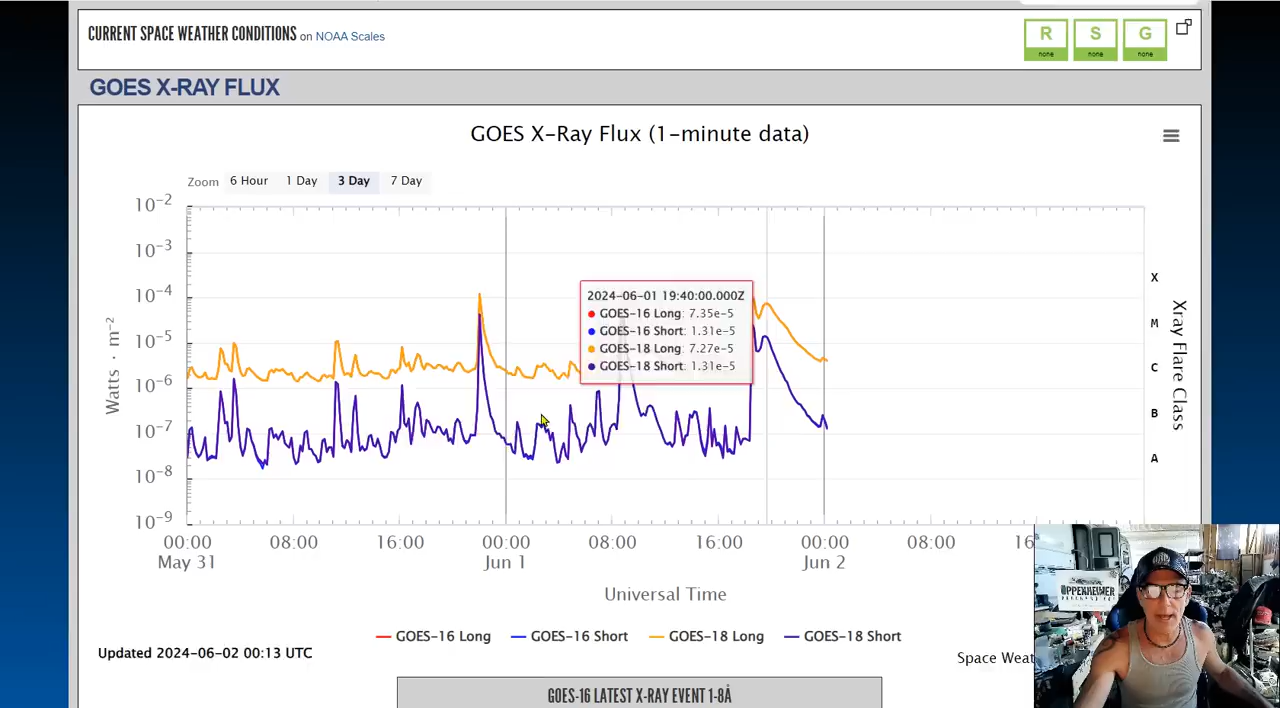 CURRENT SPACE WEATHER CONDITIONS on NOAA Scales
R S G
none none none
GOES X-RAY FLUX
GOES X-Ray Flux (1-minute data)
Zoom 6 Hour 1 Day 3 Day 7 Day
10-2
10-3
10-4
10-5
10-6
10-7
10-8
10-9
Watts · m-2
2024-06-01 19:40:00.000Z
GOES-16 Long: 7.35e-5
GOES-16 Short: 1.31e-5
GOES-18 Long: 7.27e-5
GOES-18 Short: 1.31e-5
X
M
C
B
A
Xray Flare Class
00:00 08:00 16:00 00:00 08:00 16:00 00:00 08:00 16
May 31 Jun 1 Jun 2
Universal Time
GOES-16 Long GOES-16 Short GOES-18 Long GOES-18 Short
Updated 2024-06-02 00:13 UTC
Space Weat
GOES-16 LATEST X-RAY EVENT 1-8Å
OPPENHEIMER